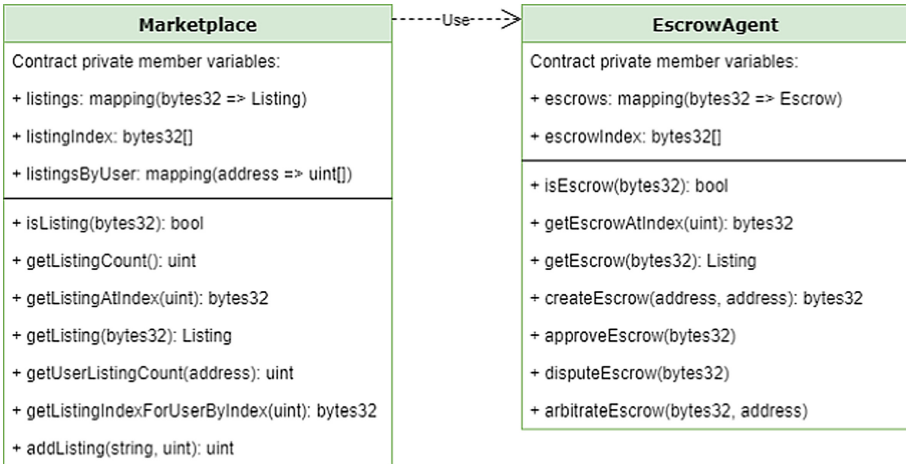 Marketplace
Contract private member variables:
+ listings: mapping(bytes32 => Listing)
+ listingIndex: bytes32[]
+ listingsByUser: mapping(address => uint[])
+ isListing(bytes32): bool
+ getListingCount(): uint
+ getListingAtIndex(uint): bytes32
+ getListing(bytes32): Listing
+ getUserListingCount(address): uint
+ getListingIndexForUserByIndex(uint): bytes32
+ addListing(string, uint): uint
Use
EscrowAgent
Contract private member variables:
+ escrows: mapping(bytes32 => Escrow)
+ escrowIndex: bytes32[]
+ isEscrow(bytes32): bool
+ getEscrowAtIndex(uint): bytes32
+ getEscrow(bytes32): Listing
+ createEscrow(address, address): bytes32
+ approveEscrow(bytes32)
+ disputeEscrow(bytes32)
+ arbitrateEscrow(bytes32, address)